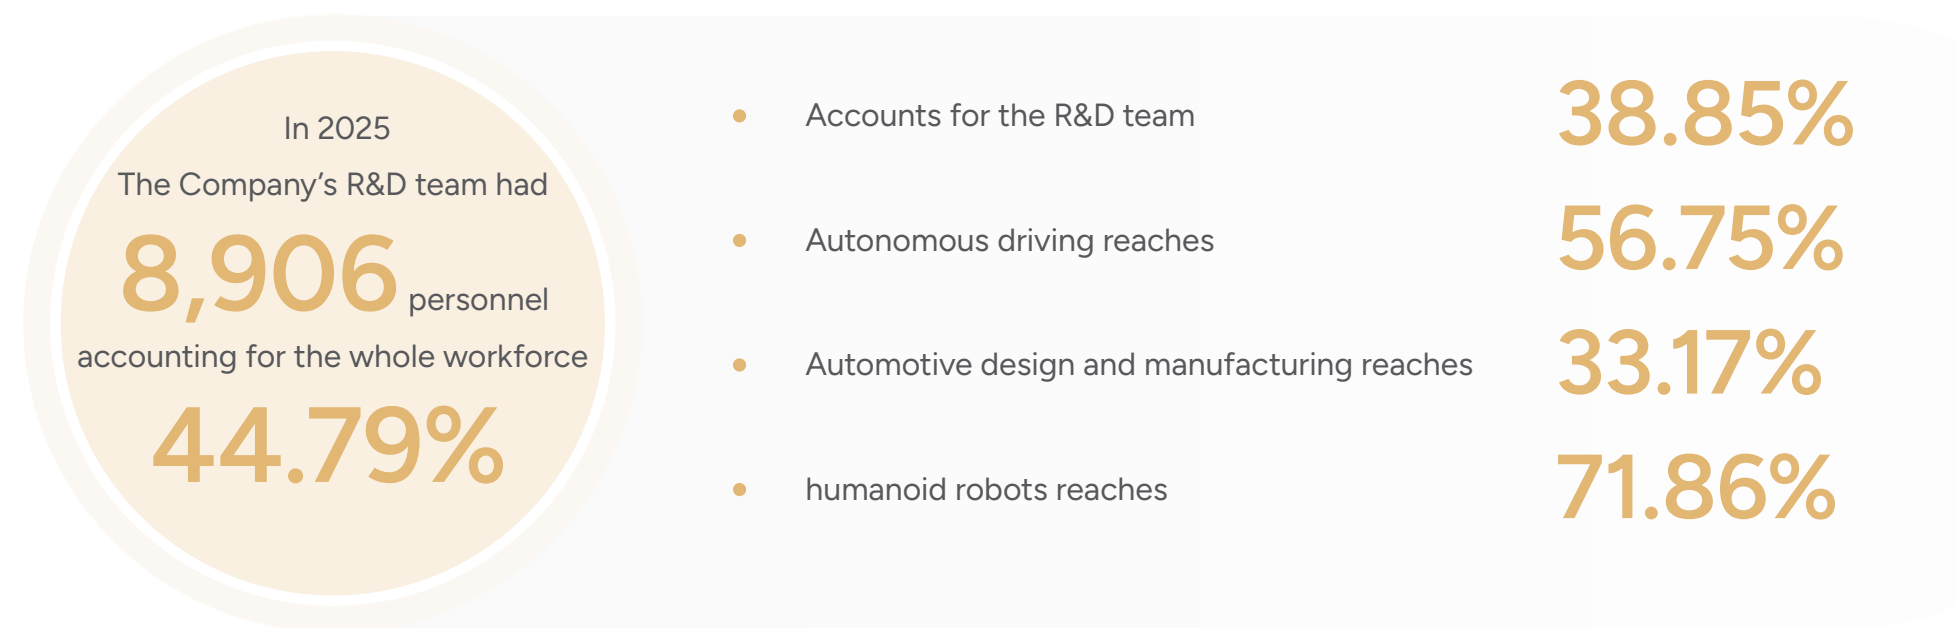 In 2025
The Company’s R&D team had
8,906 personnel
accounting for the whole workforce
44.79%
• Accounts for the R&D team 38.85%
• Autonomous driving reaches 56.75%
• Automotive design and manufacturing reaches 33.17%
• humanoid robots reaches 71.86%